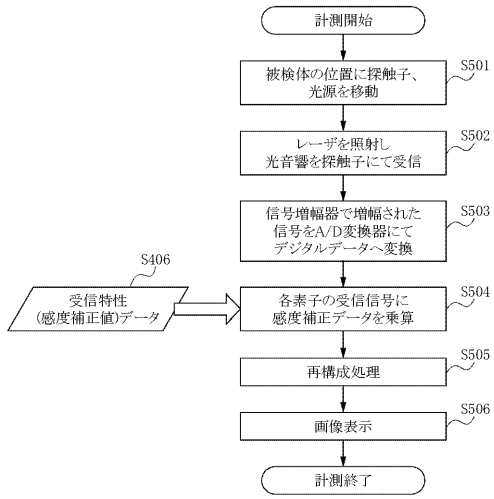 計測開始
S501
被検体の位置に探触子、
光源を移動
S502
レーザを照射し
光音響を探触子にて受信
S503
信号増幅器で増幅された
信号をA/D変換器にて
デジタルデータへ変換
S406
受信特性
(感度補正値)データ
S504
各素子の受信信号に
感度補正データを乗算
S505
再構成処理
S506
画像表示
計測終了